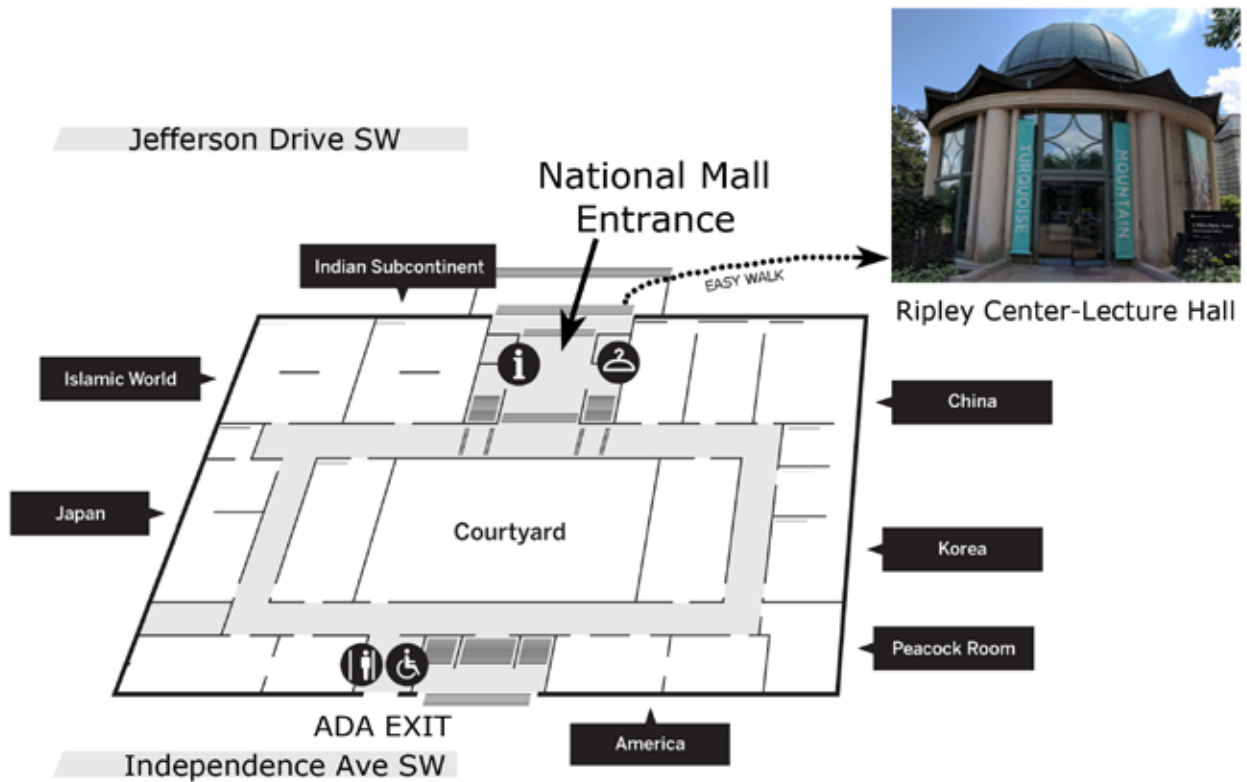 Jefferson Drive SW
National Mall
Entrance
TURQUOISE
MOUNTAIN
Indian Subcontinent
EASY WALK
Ripley Center-Lecture Hall
i
Islamic World
China
Japan
Courtyard
Korea
Peacock Room
ADA EXIT
America
Independence Ave SW